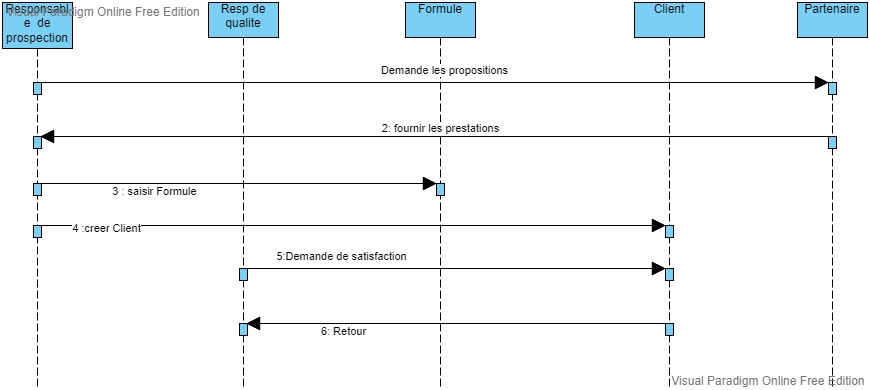 Visual Paradigm Online Free Edition
Responsabl
e de
prospection
Resp de
qualite
Formule
Client
Partenaire
Demande les propositions
2: fournir les prestations
3 : saisir Formule
4 :creer Client
5:Demande de satisfaction
6: Retour
Visual Paradigm Online Free Edition